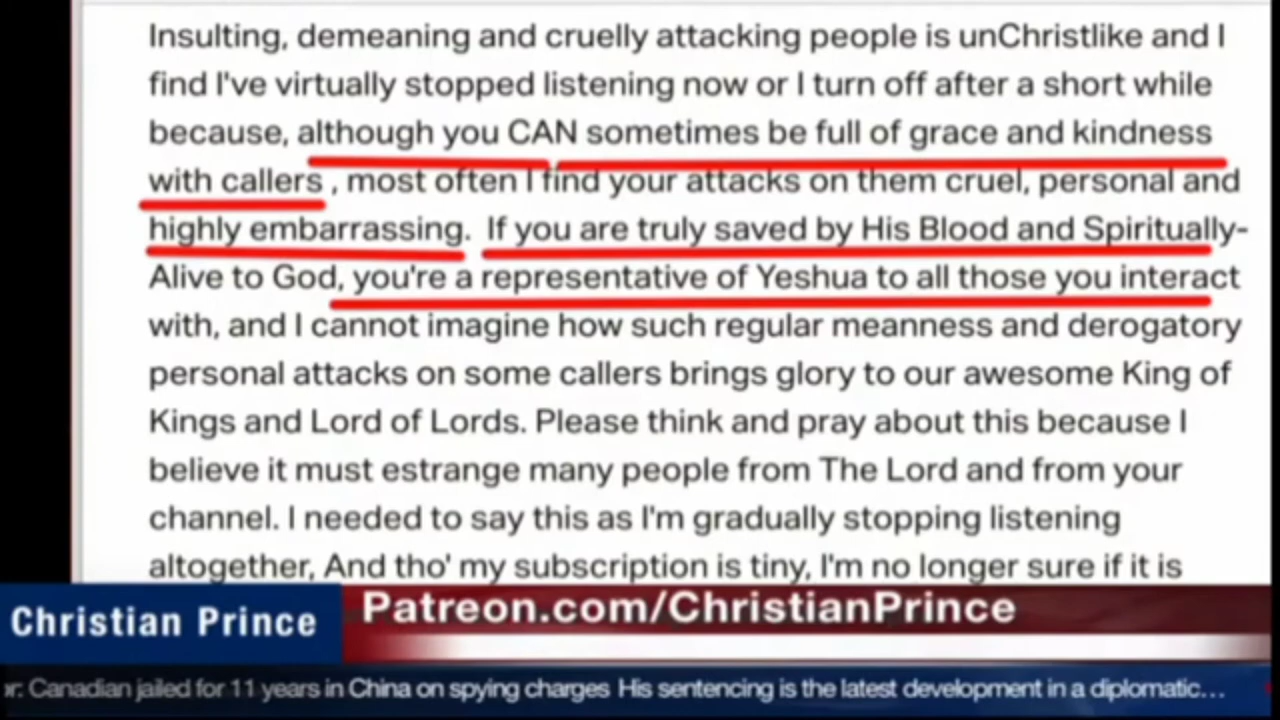 Insulting, demeaning and cruelly attacking people is unChristlike and I
find I've virtually stopped listening now or I turn off after a short while
because, although you CAN sometimes be full of grace and kindness
with callers , most often I find your attacks on them cruel, personal and
highly embarrassing. If you are truly saved by His Blood and Spiritually-
Alive to God, you're a representative of Yeshua to all those you interact
with, and I cannot imagine how such regular meanness and derogatory
personal attacks on some callers brings glory to our awesome King of
Kings and Lord of Lords. Please think and pray about this because I
believe it must estrange many people from The Lord and from your
channel. I needed to say this as I'm gradually stopping listening
altogether, And tho' my subscription is tiny, I'm no longer sure if it is
Christian Prince
Patreon.com/ChristianPrince
r: Canadian jailed for 11 years in China on spying charges His sentencing is the latest development in a diplomatic...